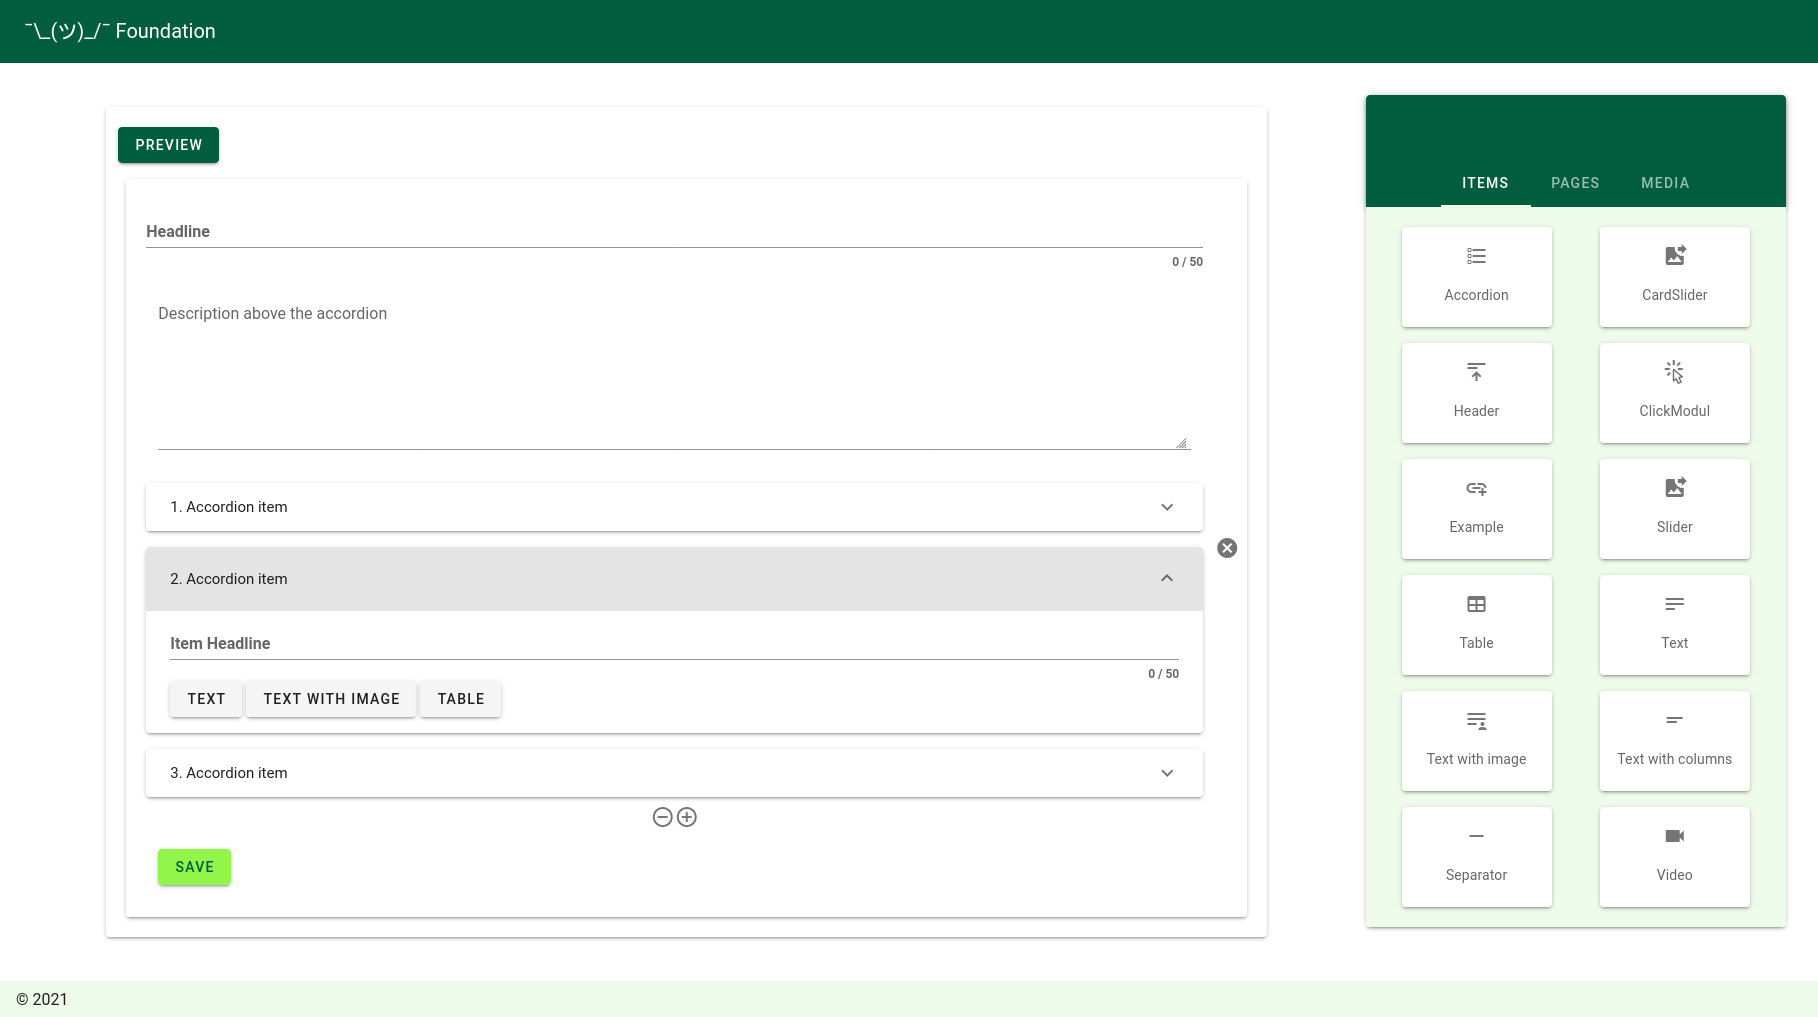 ¯\_(ツ)_/¯ Foundation
PREVIEW
Headline
0 / 50
Description above the accordion
1. Accordion item
2. Accordion item
Item Headline
0 / 50
TEXT TEXT WITH IMAGE TABLE
3. Accordion item
SAVE
ITEMS PAGES MEDIA
Accordion CardSlider
Header ClickModul
Example Slider
Table Text
Text with image Text with columns
Separator Video
© 2021